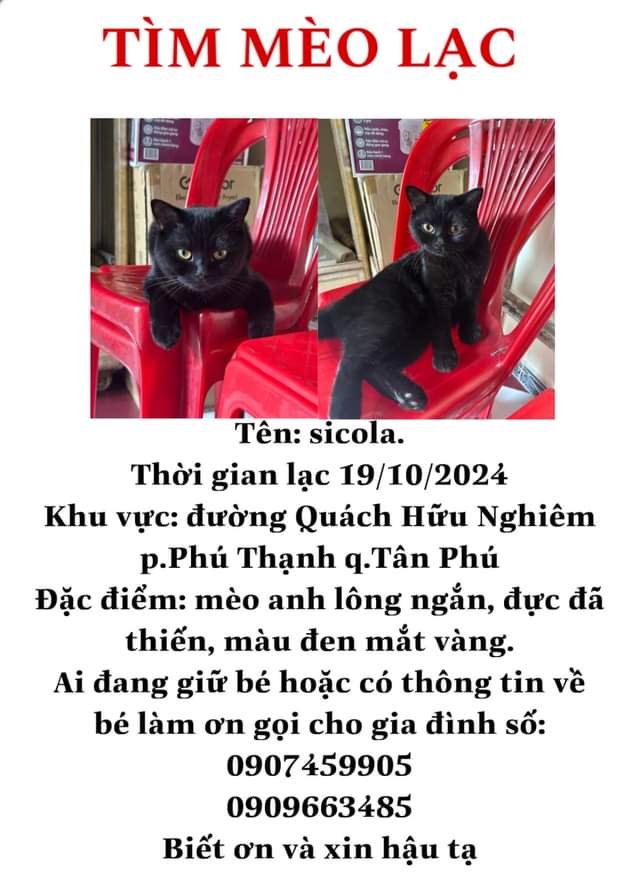 TÌM MÈO LẠC
Tên: sicola.
Thời gian lạc 19/10/2024
Khu vực: đường Quách Hữu Nghiêm
p.Phú Thạnh q.Tân Phú
Đặc điểm: mèo anh lông ngắn, đực đã
thiến, màu đen mắt vàng.
Ai đang giữ bé hoặc có thông tin về
bé làm ơn gọi cho gia đình số:
0907459905
0909663485
Biết ơn và xin hậu tạ